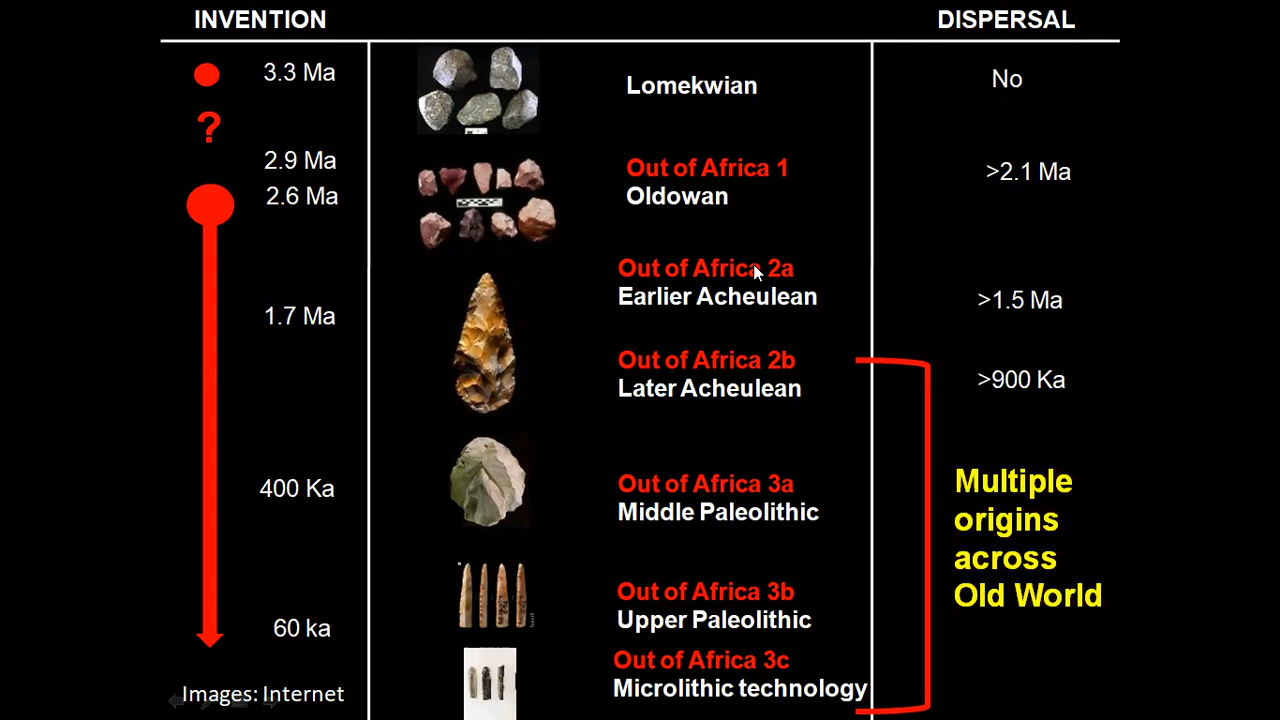 INVENTION
DISPERSAL
3.3 Ma
Lomekwian
No
?
2.9 Ma
Out of Africa 1
>2.1 Ma
2.6 Ma
Oldowan
Out of Africa 2a
Earlier Acheulean
>1.5 Ma
1.7 Ma
Out of Africa 2b
Later Acheulean
>900 Ka
400 Ka
Out of Africa 3a
Middle Paleolithic
Multiple
origins
across
Old World
Out of Africa 3b
Upper Paleolithic
60 ka
Out of Africa 3c
Microlithic technology
Images: Internet